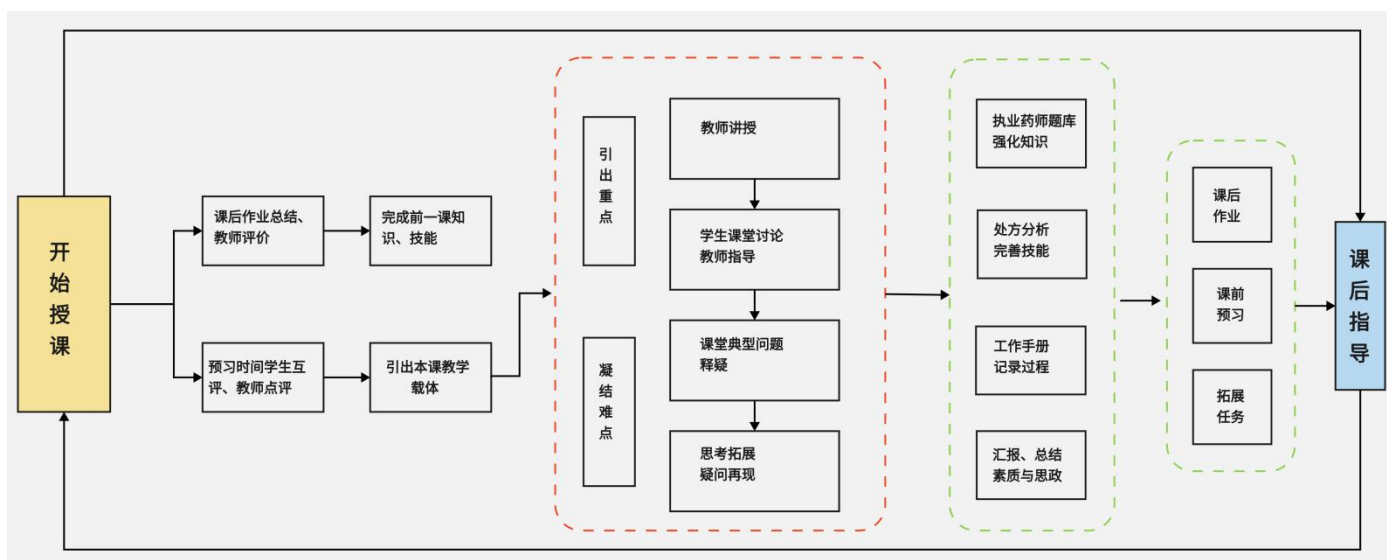 开始授课
课后作业总结、
教师评价
完成前一课知
识、技能
预习时间学生互
评、教师点评
引出本课教学
载体
引出重点
凝结难点
教师讲授
学生课堂讨论
教师指导
课堂典型问题
释疑
思考拓展
疑问再现
执业药师题库
强化知识
处方分析
完善技能
工作手册
记录过程
汇报、总结
素质与思政
课后
作业
课前
预习
拓展
任务
课后指导